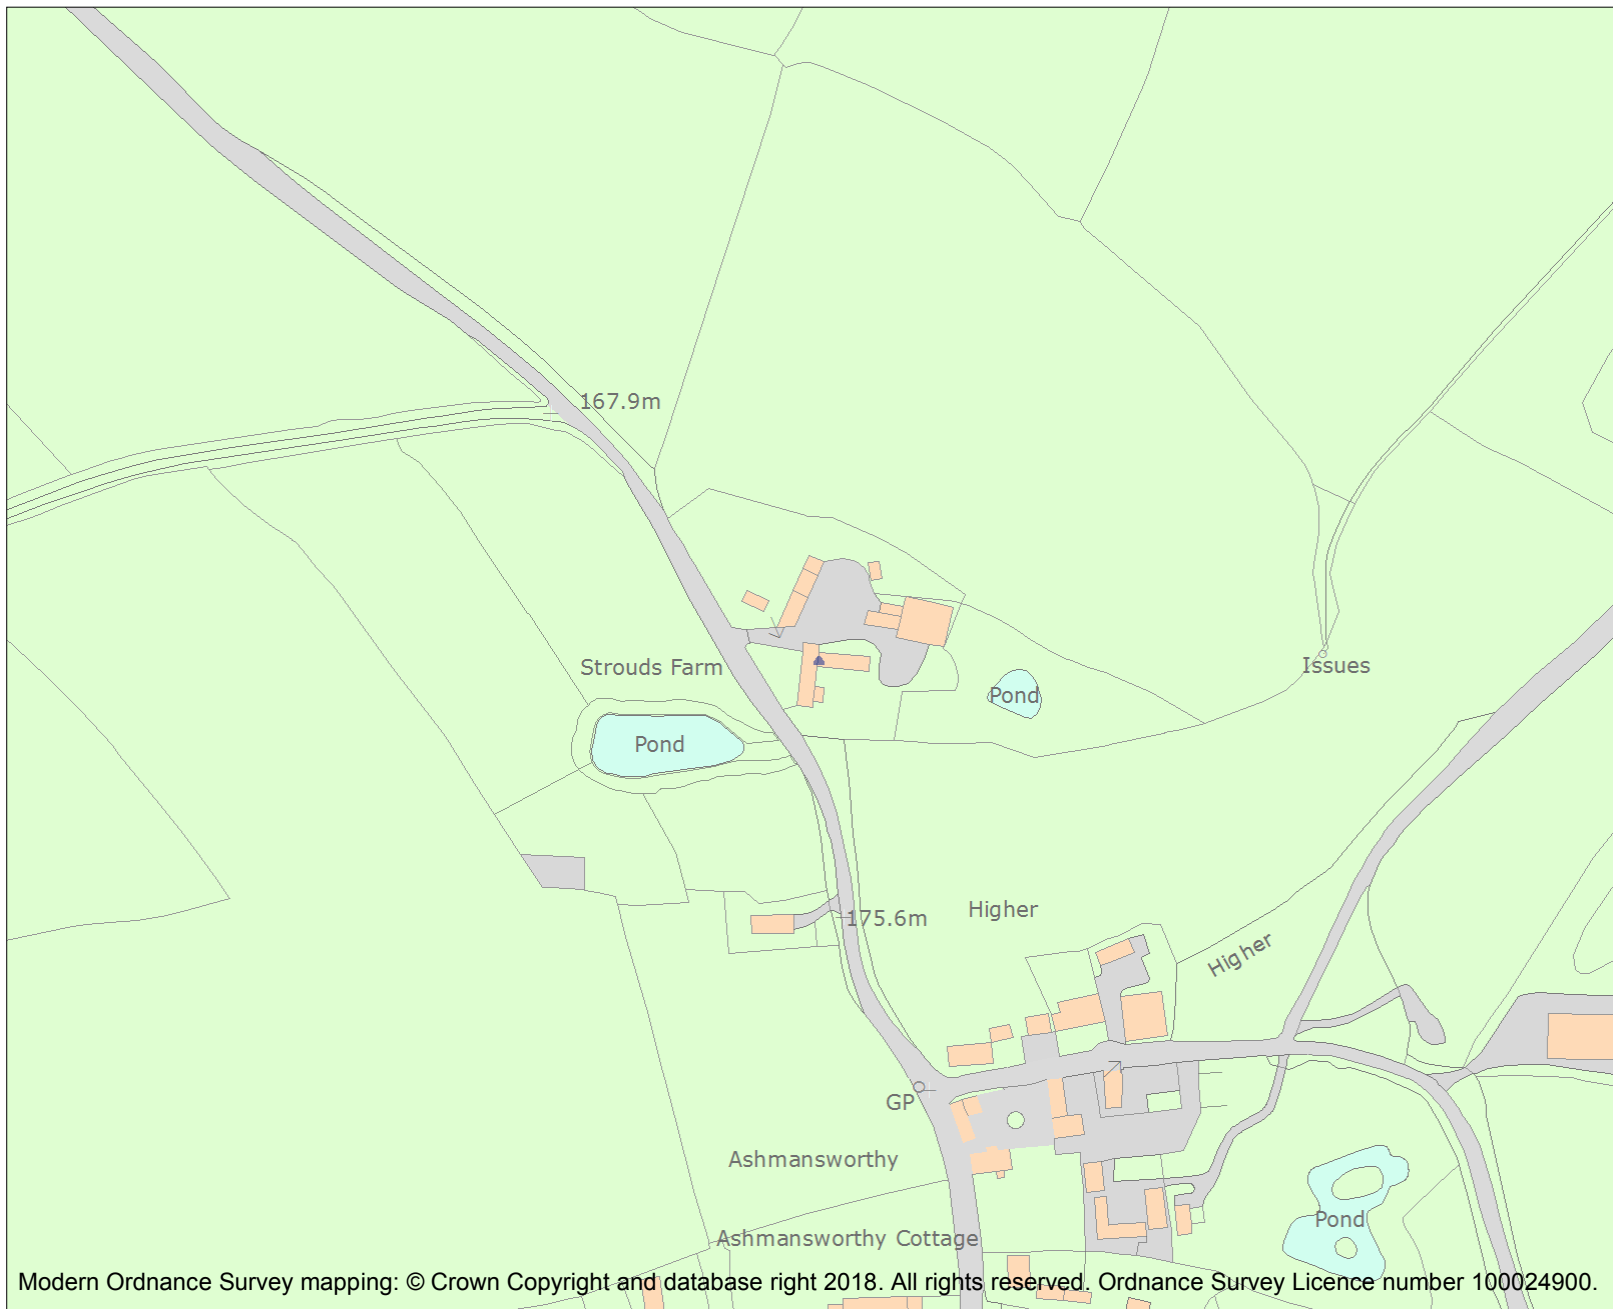 167.9m
Strouds Farm
Issues
Pond
Pond
Higher
175.6m
Higher
GP
Ashmansworthy
Pond
Ashmansworthy Cottage
Modern Ordnance Survey mapping: © Crown Copyright and database right 2018. All rights reserved. Ordnance Survey Licence number 100024900.